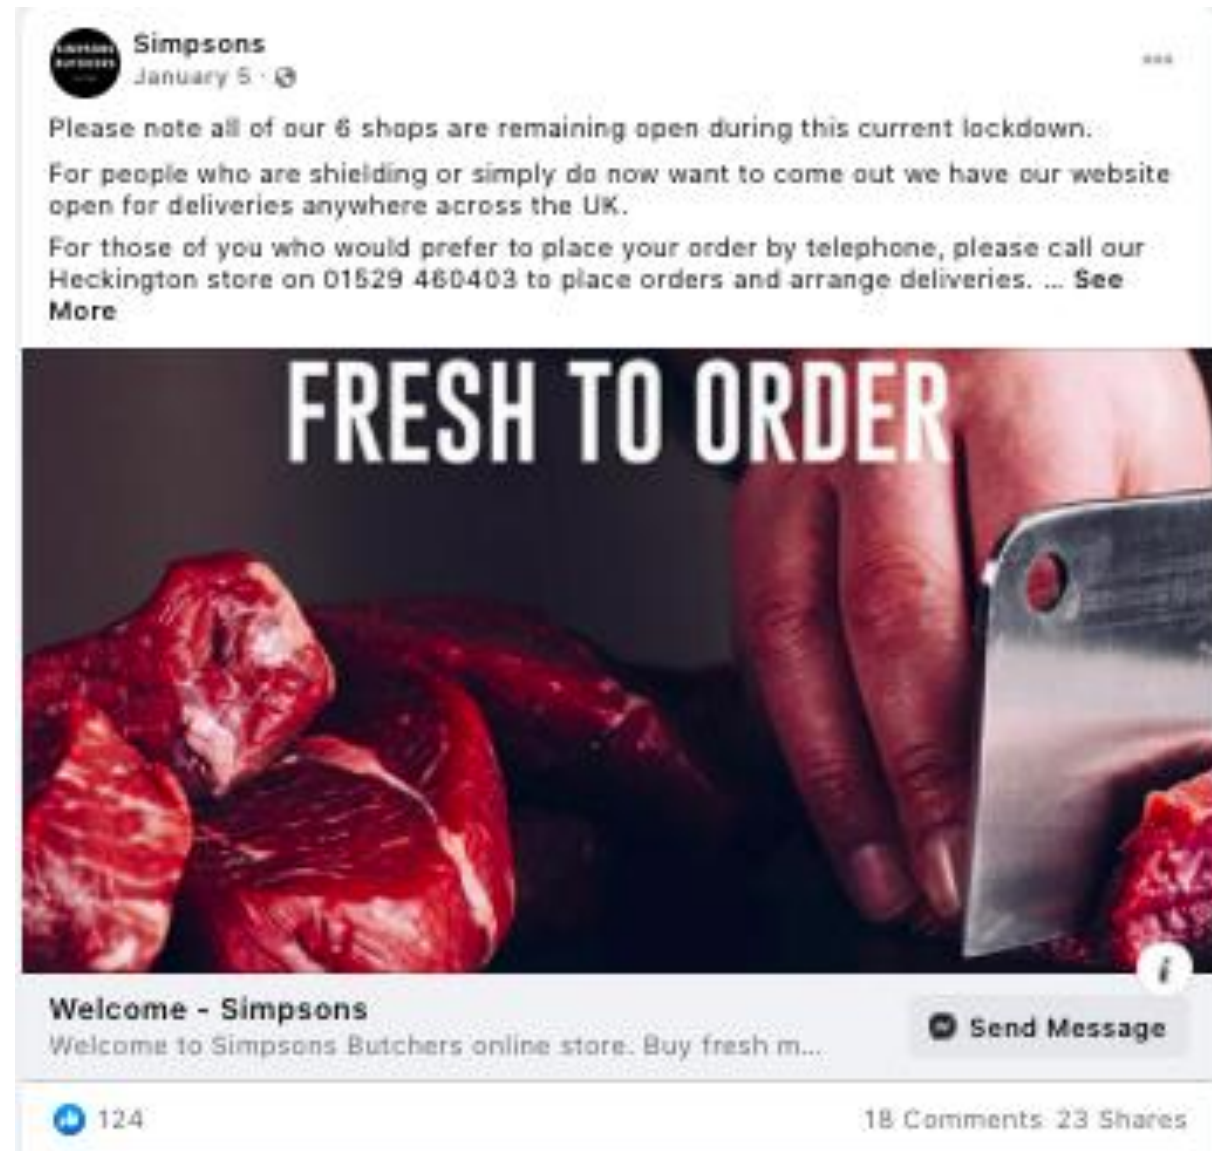 Simpsons
January 5 ·
Please note all of our 6 shops are remaining open during this current lockdown.
For people who are shielding or simply do now want to come out we have our website
open for deliveries anywhere across the UK.
For those of you who would prefer to place your order by telephone, please call our
Heckington store on 01529 460403 to place orders and arrange deliveries. ... See
More
FRESH TO ORDER
Welcome - Simpsons
Welcome to Simpsons Butchers online store. Buy fresh m...
Send Message
124
18 Comments 23 Shares